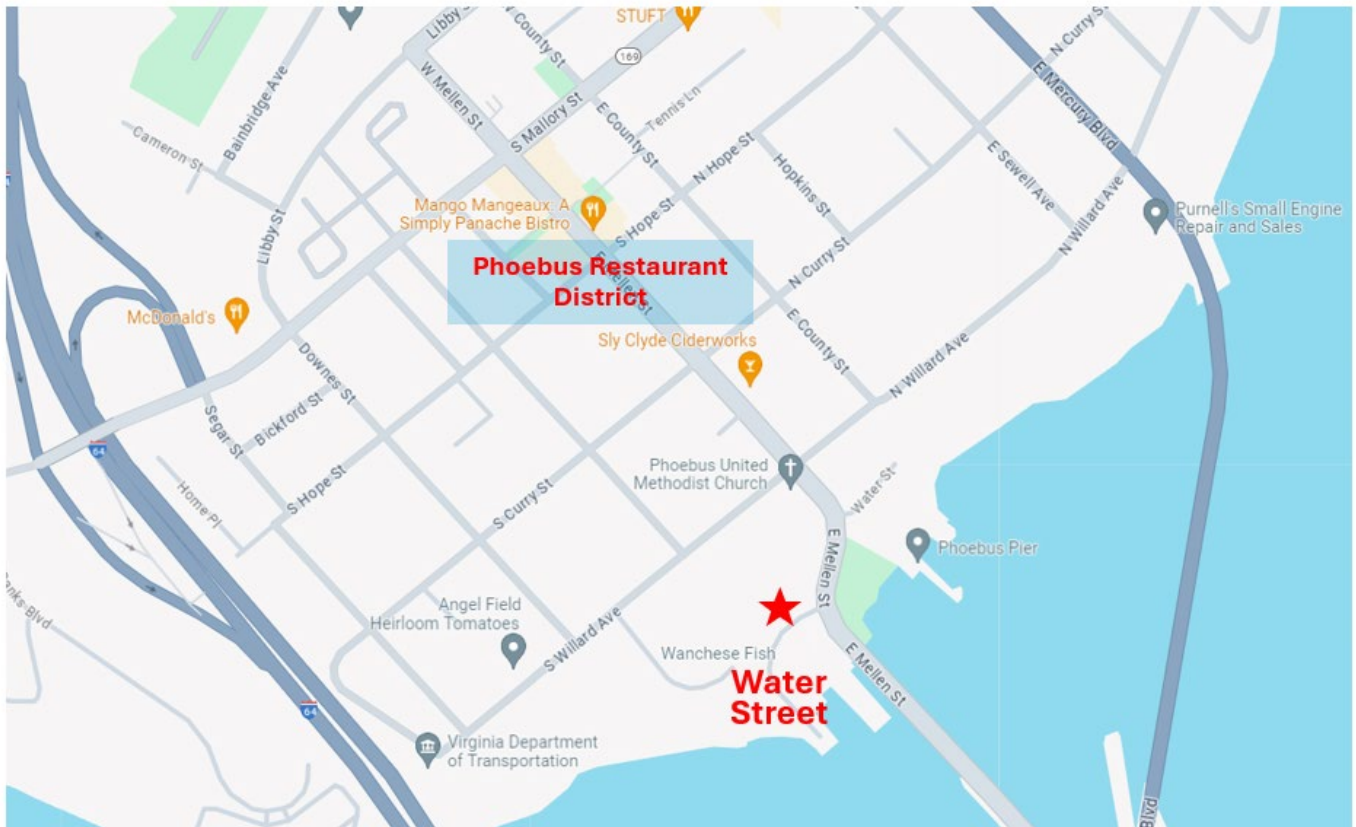 STUFT
Libby S
W County St
169
N Curry S
E Mercury Blvd
Bainbridge Ave
W Mellen St
S Mallory St
Tennis Ln
E County St
Cameron St
N Hope St
Hopkins St
E Sewell Ave
N Willard Ave
Mango Mangeaux: A
Simply Panache Bistro
Purnell's Small Engine
Repair and Sales
Libby St
S Hope St
N Curry St
Phoebus Restaurant
District
E Mellen St
McDonald's
Sly Clyde Ciderworks
E County St
N Willard Ave
Downes St
Segar St
Bickford St
64
Phoebus United
Methodist Church
S Hope St
Home Pl
S Curry St
Water St
E Mellen St
Phoebus Pier
anks Blvd
Angel Field
Heirloom Tomatoes
S Willard Ave
Wanchese Fish
E Mellen St
Water
Street
64
Virginia Department
of Transportation
Blvd